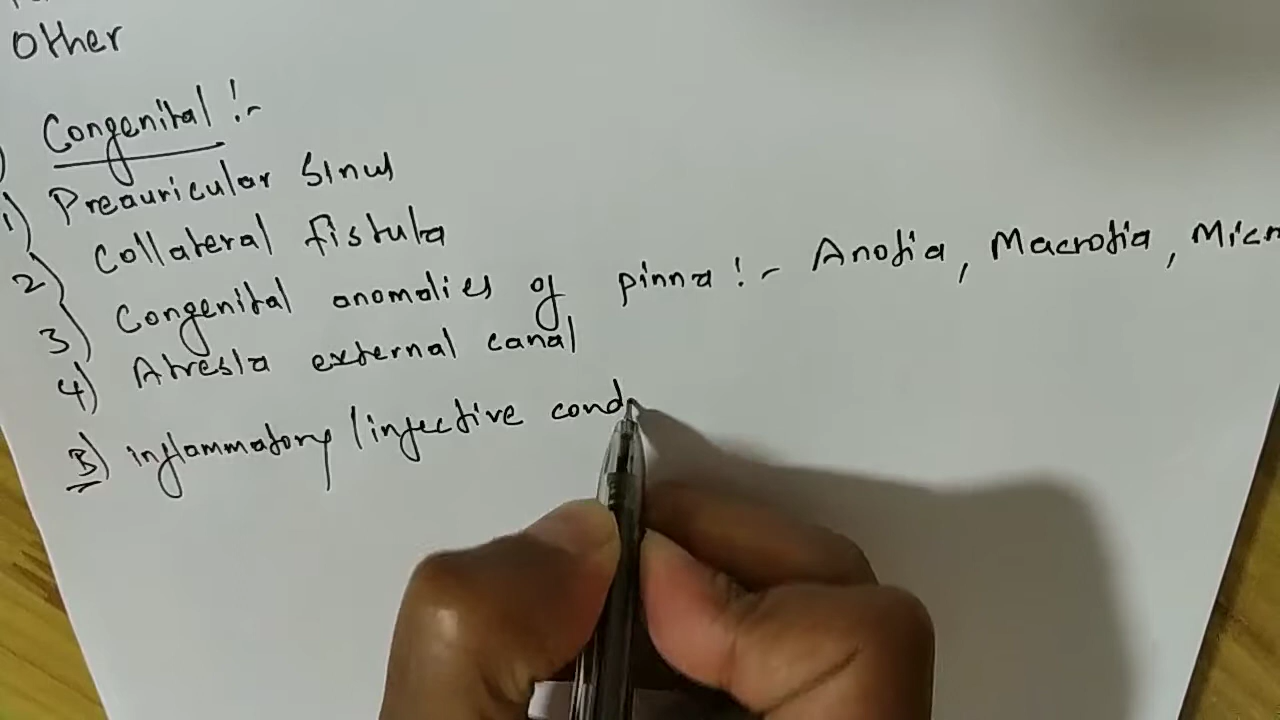 Other
Congenital :-
1) Preauricular sinus
2) Collateral fistula
3) Congenital anomalies of pinna :- Anotia, Macrotia, Micr
4) Atresia external canal
B) inflammatory / infective cond